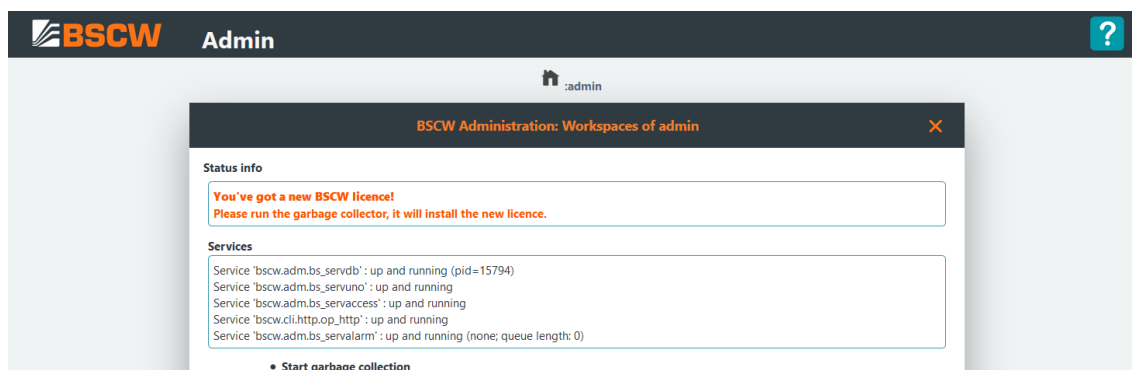 BSCW Admin ?
:admin
BSCW Administration: Workspaces of admin
Status info
You've got a new BSCW licence!
Please run the garbage collector, it will install the new licence.
Services
Service 'bscw.adm.bs_servdb' : up and running (pid=15794)
Service 'bscw.adm.bs_servuno' : up and running
Service 'bscw.adm.bs_servaccess' : up and running
Service 'bscw.cli.http.op_http' : up and running
Service 'bscw.adm.bs_servalarm' : up and running (none; queue length: 0)
• Start garbage collection